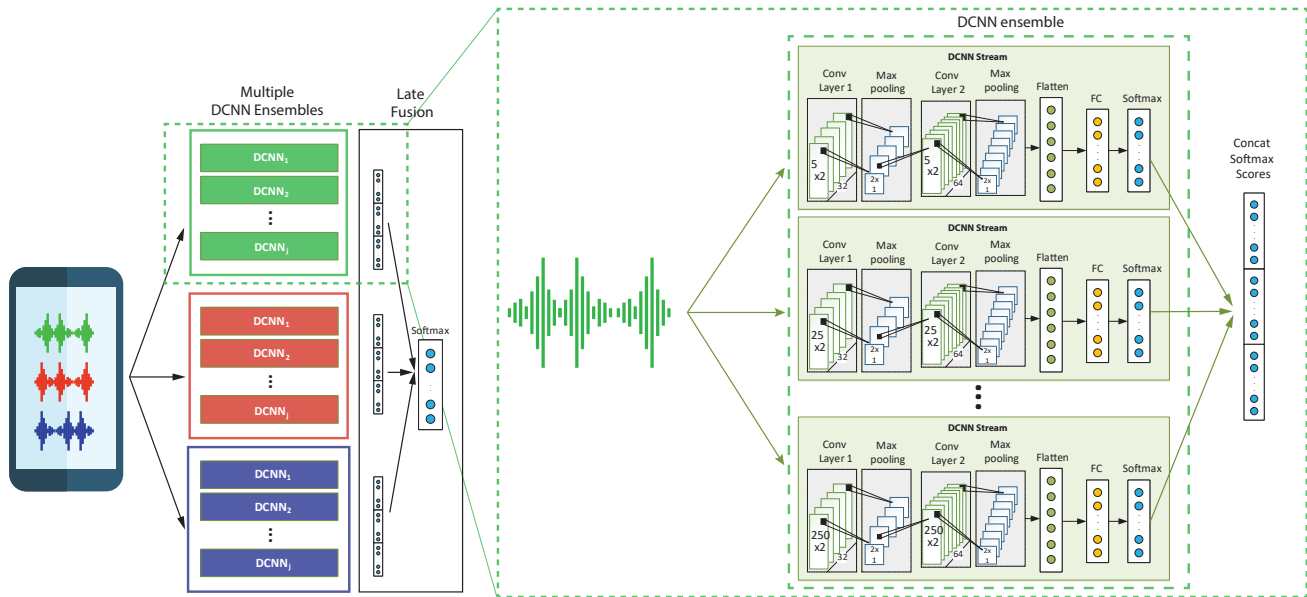 DCNN ensemble
Multiple
DCNN Ensembles
Late
Fusion
DCNN₁
DCNN₂
DCNNⱼ
DCNN₁
DCNN₂
DCNNⱼ
DCNN₁
DCNN₂
DCNNⱼ
Softmax
DCNN Stream
Conv
Layer 1
Max
pooling
Conv
Layer 2
Max
pooling
Flatten
FC
Softmax
5
x2
32
2x
1
5
x2
64
2x
1
DCNN Stream
Conv
Layer 1
Max
pooling
Conv
Layer 2
Max
pooling
Flatten
FC
Softmax
25
x2
32
2x
1
25
x2
64
2x
1
DCNN Stream
Conv
Layer 1
Max
pooling
Conv
Layer 2
Max
pooling
Flatten
FC
Softmax
250
x2
32
2x
1
250
x2
64
2x
1
Concat
Softmax
Scores